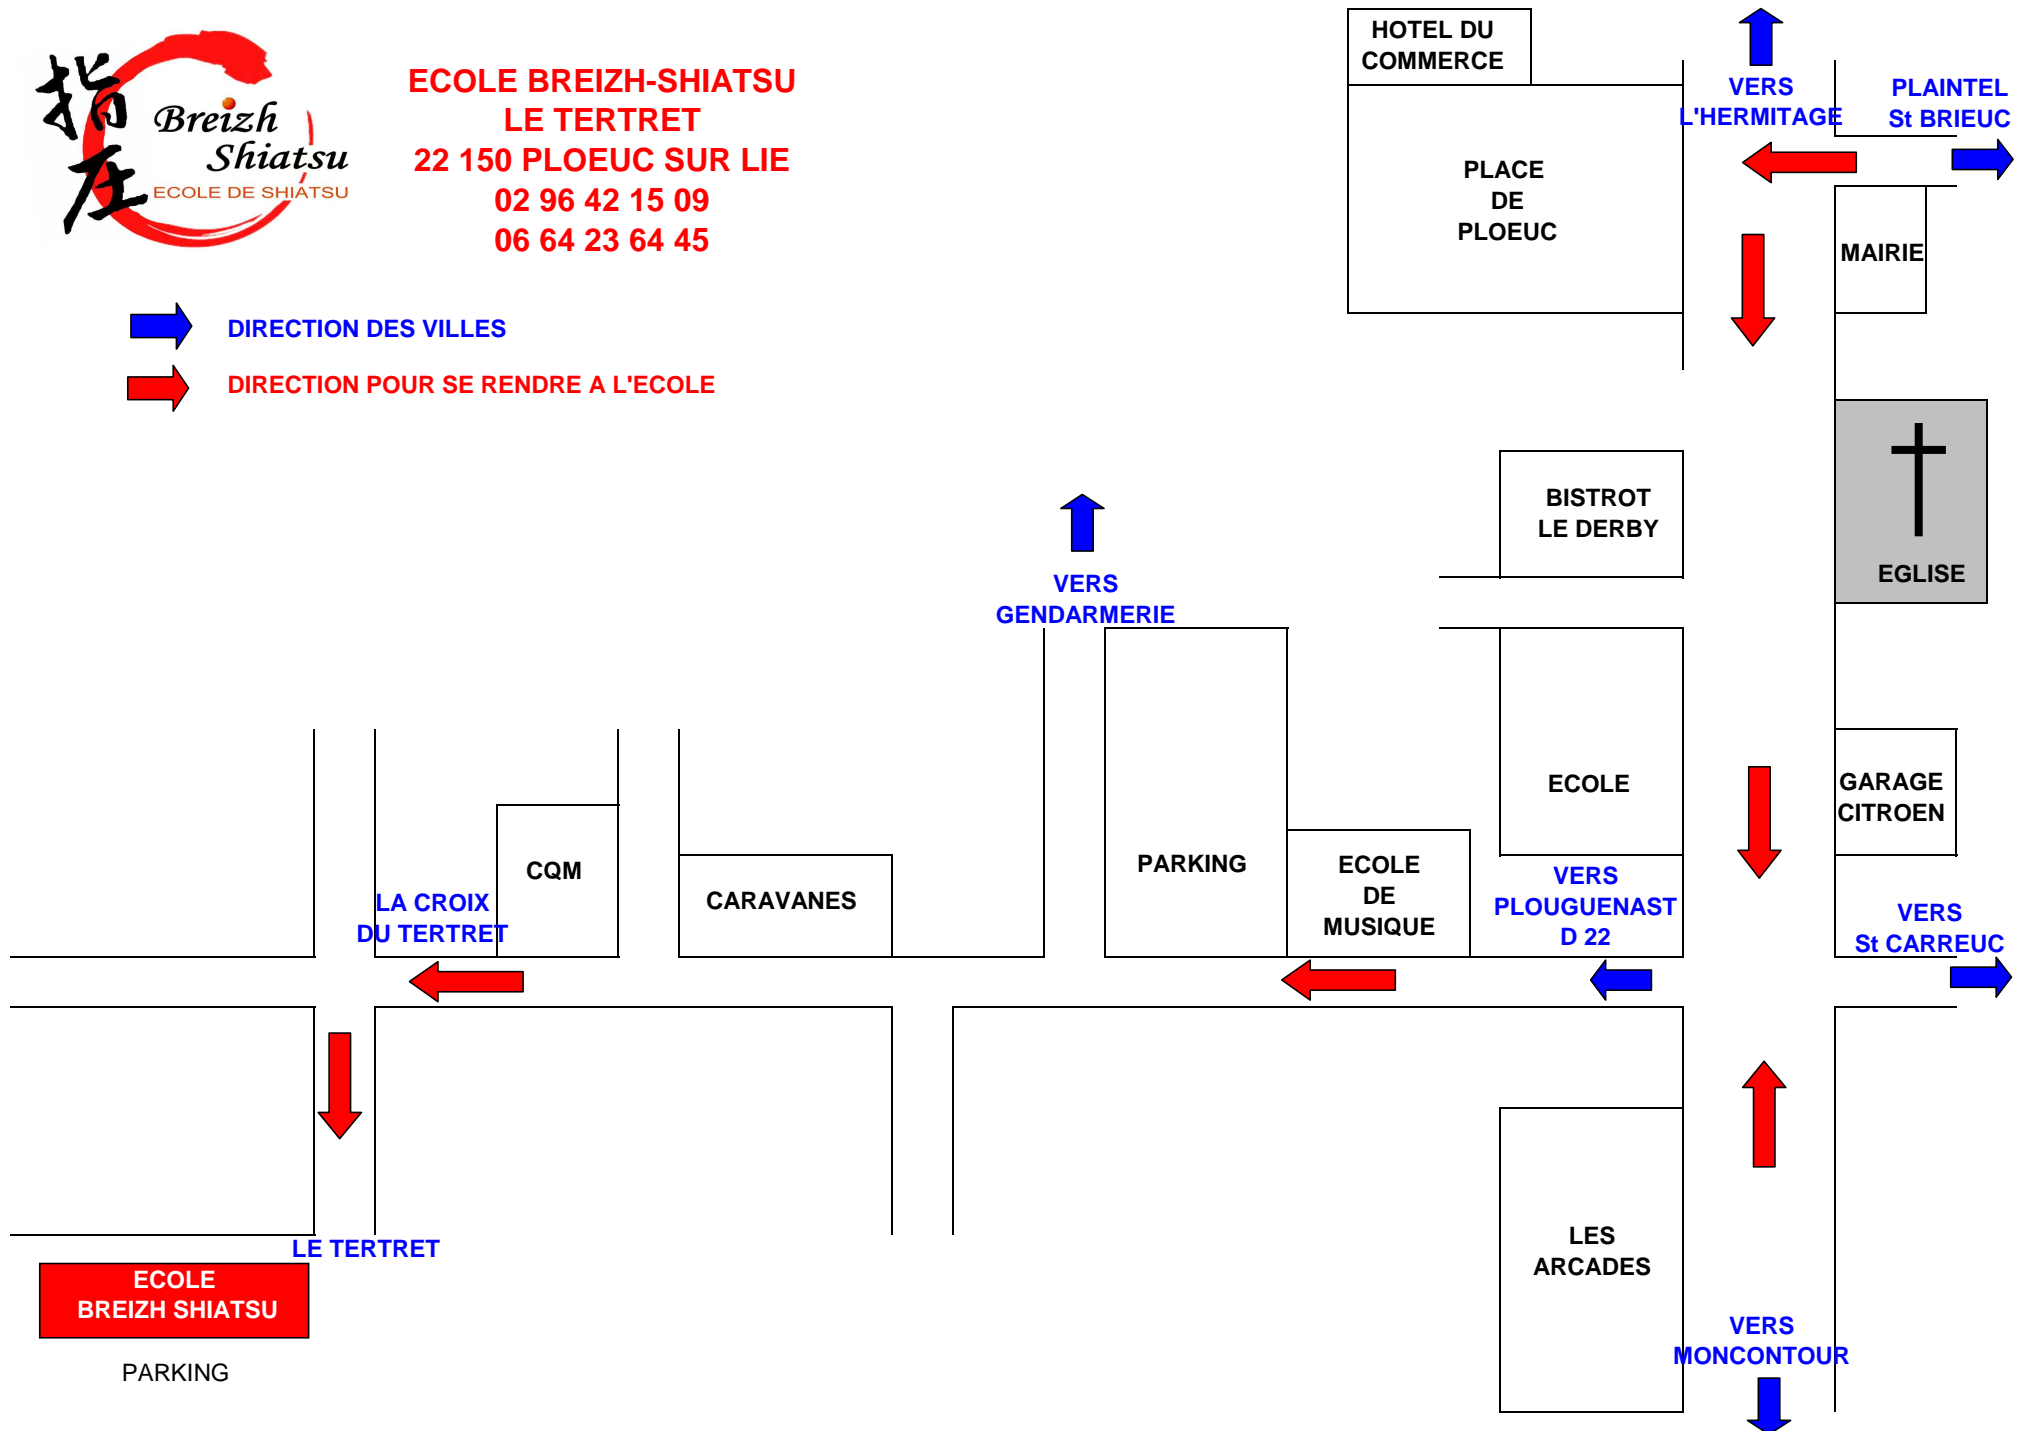 指
圧
Breizh
Shiatsu
ECOLE DE SHIATSU
ECOLE BREIZH-SHIATSU
LE TERTRET
22 150 PLOEUC SUR LIE
02 96 42 15 09
06 64 23 64 45
DIRECTION DES VILLES
DIRECTION POUR SE RENDRE A L'ECOLE
HOTEL DU
COMMERCE
PLACE
DE
PLOEUC
VERS
L'HERMITAGE
PLAINTEL
St BRIEUC
MAIRIE
BISTROT
LE DERBY
EGLISE
VERS
GENDARMERIE
ECOLE
GARAGE
CITROEN
PARKING
ECOLE
DE
MUSIQUE
VERS
PLOUGUENAST
D 22
VERS
St CARREUC
CQM
CARAVANES
LA CROIX
DU TERTRET
LE TERTRET
ECOLE
BREIZH SHIATSU
PARKING
LES
ARCADES
VERS
MONCONTOUR